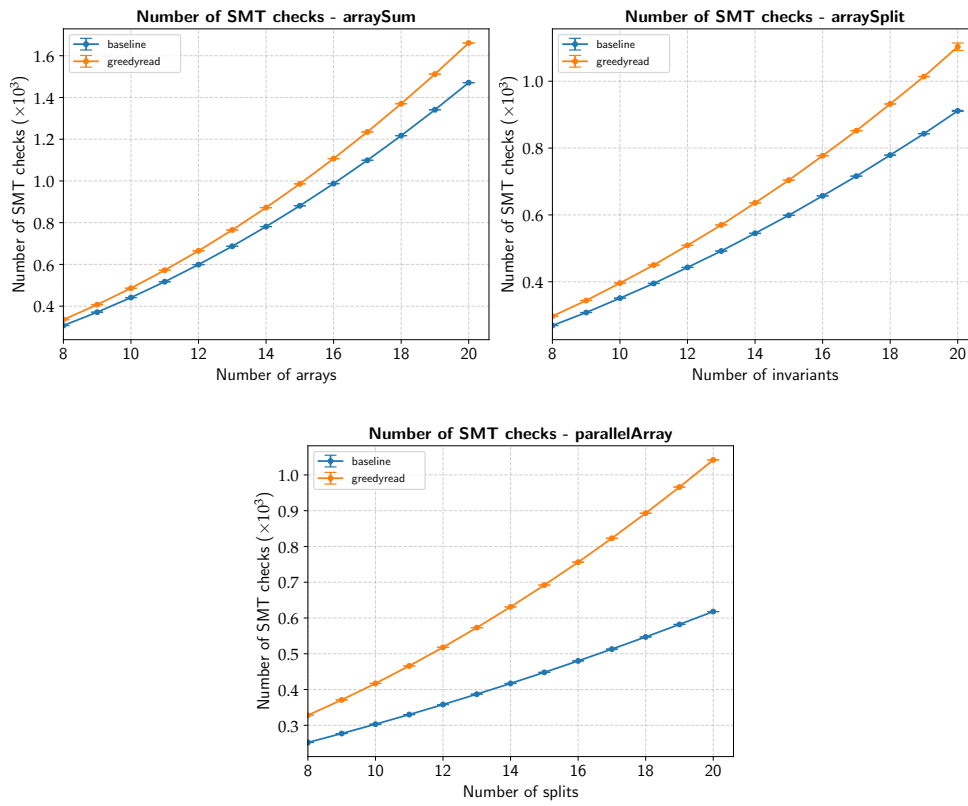 Number of SMT checks - arraySum
baseline
greedyread
Number of SMT checks (×10³)
1.6
1.4
1.2
1.0
0.8
0.6
0.4
8 10 12 14 16 18 20
Number of arrays
Number of SMT checks - arraySplit
baseline
greedyread
Number of SMT checks (×10³)
1.0
0.8
0.6
0.4
8 10 12 14 16 18 20
Number of invariants
Number of SMT checks - parallelArray
baseline
greedyread
Number of SMT checks (×10³)
1.0
0.9
0.8
0.7
0.6
0.5
0.4
0.3
8 10 12 14 16 18 20
Number of splits